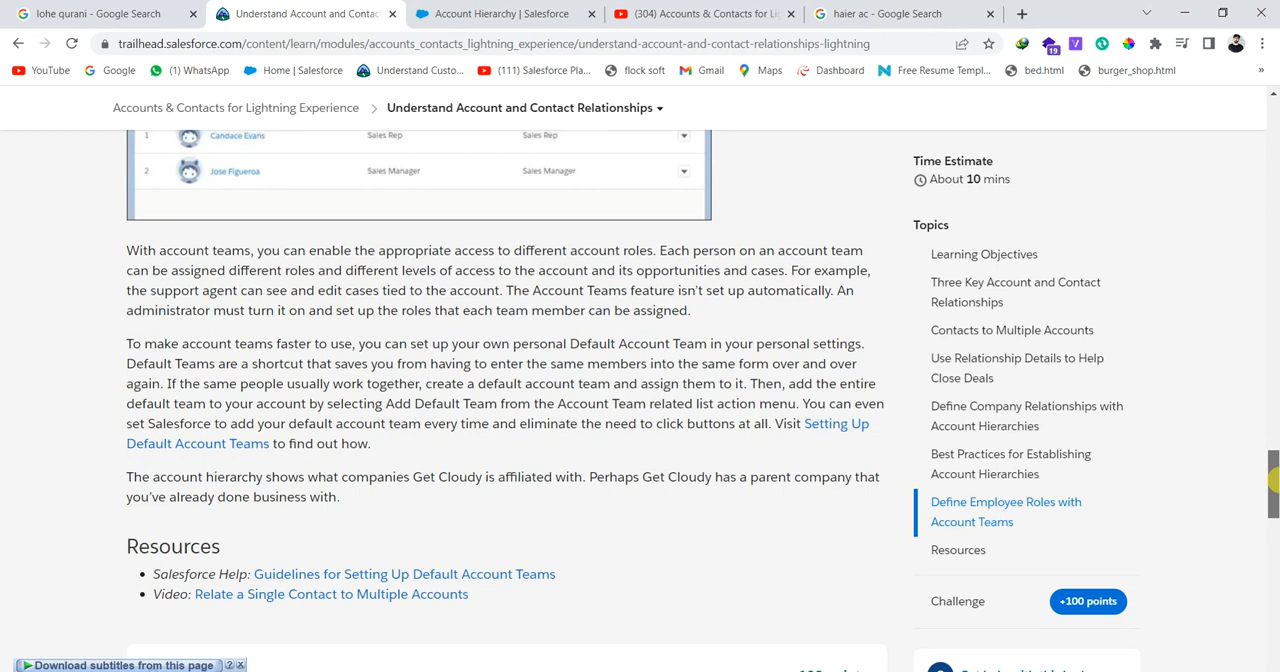 lohe qurani - Google Search
Understand Account and Contac
Account Hierarchy | Salesforce
(304) Accounts & Contacts for Li
haier ac - Google Search
trailhead.salesforce.com/content/learn/modules/accounts_contacts_lightning_experience/understand-account-and-contact-relationships-lightning
19
YouTube
Google
(1) WhatsApp
Home | Salesforce
Understand Custo...
(111) Salesforce Pla...
flock soft
Gmail
Maps
Dashboard
Free Resume Templ...
bed.html
burger_shop.html
»
Accounts & Contacts for Lightning Experience
Understand Account and Contact Relationships
1 Candace Evans Sales Rep Sales Rep
2 Jose Figueroa Sales Manager Sales Manager
With account teams, you can enable the appropriate access to different account roles. Each person on an account team
can be assigned different roles and different levels of access to the account and its opportunities and cases. For example,
the support agent can see and edit cases tied to the account. The Account Teams feature isn't set up automatically. An
administrator must turn it on and set up the roles that each team member can be assigned.
To make account teams faster to use, you can set up your own personal Default Account Team in your personal settings.
Default Teams are a shortcut that saves you from having to enter the same members into the same form over and over
again. If the same people usually work together, create a default account team and assign them to it. Then, add the entire
default team to your account by selecting Add Default Team from the Account Team related list action menu. You can even
set Salesforce to add your default account team every time and eliminate the need to click buttons at all. Visit Setting Up
Default Account Teams to find out how.
The account hierarchy shows what companies Get Cloudy is affiliated with. Perhaps Get Cloudy has a parent company that
you've already done business with.
Resources
• Salesforce Help: Guidelines for Setting Up Default Account Teams
• Video: Relate a Single Contact to Multiple Accounts
Time Estimate
About 10 mins
Topics
Learning Objectives
Three Key Account and Contact
Relationships
Contacts to Multiple Accounts
Use Relationship Details to Help
Close Deals
Define Company Relationships with
Account Hierarchies
Best Practices for Establishing
Account Hierarchies
Define Employee Roles with
Account Teams
Resources
Challenge
+100 points
Download subtitles from this page
? x